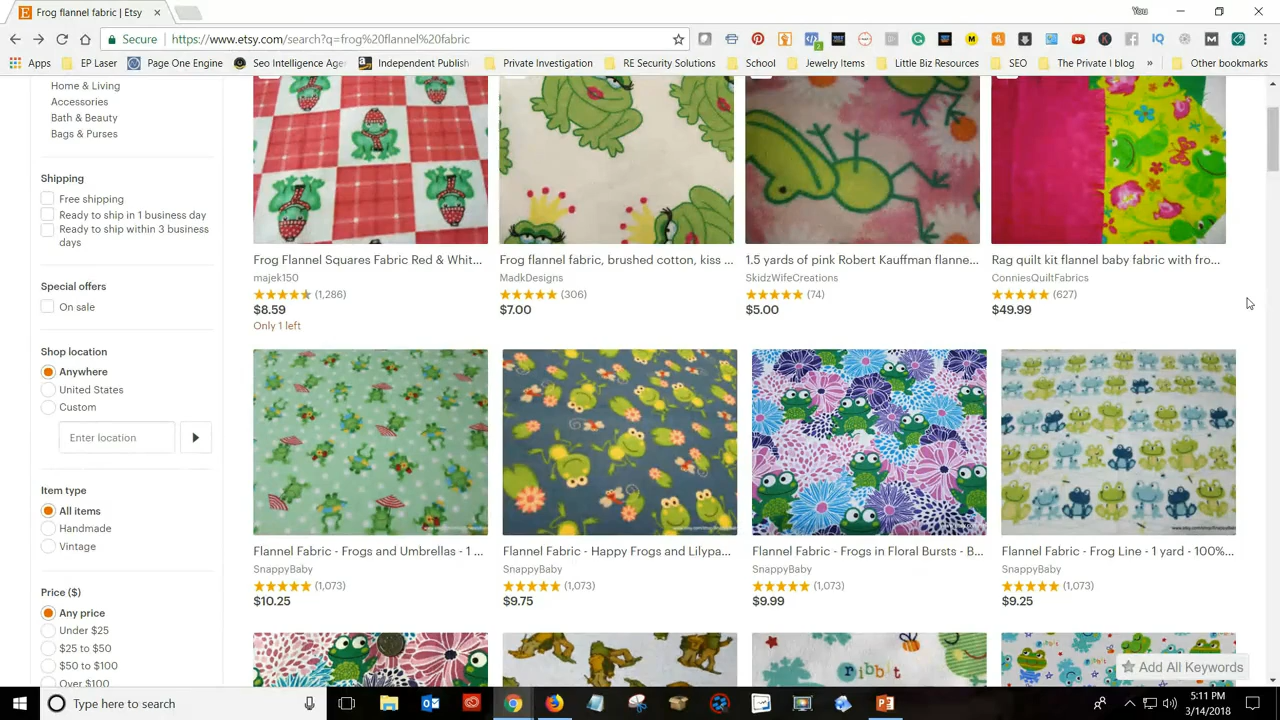 Frog flannel fabric | Etsy
You
Secure
https://www.etsy.com/search?q=frog%20flannel%20fabric
Apps
EP Leave
Page One Engine
Seo Intelligence Age
Independent Publish
Private Investigation
RE Security Solutions
School
Jewelry Items
Little Biz Resources
SEO
The Private I blog
»
Other bookmarks
Home & Living
Accessories
Bath & Beauty
Bags & Purses
Shipping
Free shipping
Ready to ship in 1 business day
Ready to ship within 3 business
days
Special offers
On sale
Shop location
Anywhere
United States
Custom
Enter location
Item type
All items
Handmade
Vintage
Price ($)
Any price
Under $25
$25 to $50
$50 to $100
Over $100
Frog Flannel Squares Fabric Red & Whit...
majek150
(1,286)
$8.59
Only 1 left
Frog flannel fabric, brushed cotton, kiss ...
MadkDesigns
(306)
$7.00
1.5 yards of pink Robert Kauffman flanne...
SkidzWifeCreations
(74)
$5.00
Rag quilt kit flannel baby fabric with fro...
ConniesQuiltFabrics
(627)
$49.99
Flannel Fabric - Frogs and Umbrellas - 1 ...
SnappyBaby
(1,073)
$10.25
Flannel Fabric - Happy Frogs and Lilypa...
SnappyBaby
(1,073)
$9.75
Flannel Fabric - Frogs in Floral Bursts - B...
SnappyBaby
(1,073)
$9.99
Flannel Fabric - Frog Line - 1 yard - 100%...
SnappyBaby
(1,073)
$9.25
ribbit
Add All Keywords
Type here to search
5:11 PM
3/14/2018